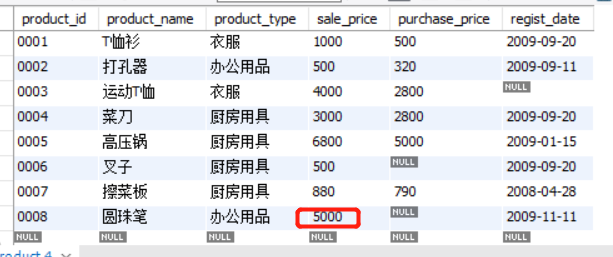 product_id product_name product_type sale_price purchase_price regist_date
0001 T恤衫 衣服 1000 500 2009-09-20
0002 打孔器 办公用品 500 320 2009-09-11
0003 运动T恤 衣服 4000 2800 NULL
0004 菜刀 厨房用具 3000 2800 2009-09-20
0005 高压锅 厨房用具 6800 5000 2009-01-15
0006 叉子 厨房用具 500 NULL 2009-09-20
0007 擦菜板 厨房用具 880 790 2008-04-28
0008 圆珠笔 办公用品 5000 NULL 2009-11-11
NULL NULL NULL NULL NULL NULL
roduct 4